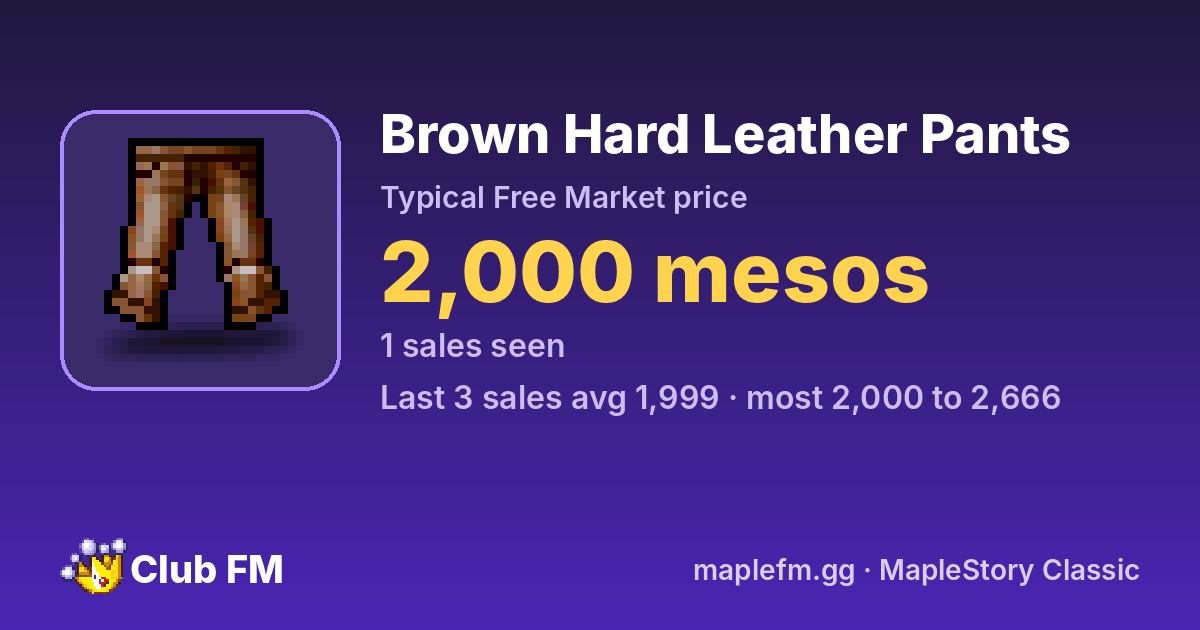 Brown Hard Leather Pants
Typical Free Market price
2,000 mesos
1 sales seen
Last 3 sales avg 1,999 · most 2,000 to 2,666
Club FM
maplefm.gg · MapleStory Classic